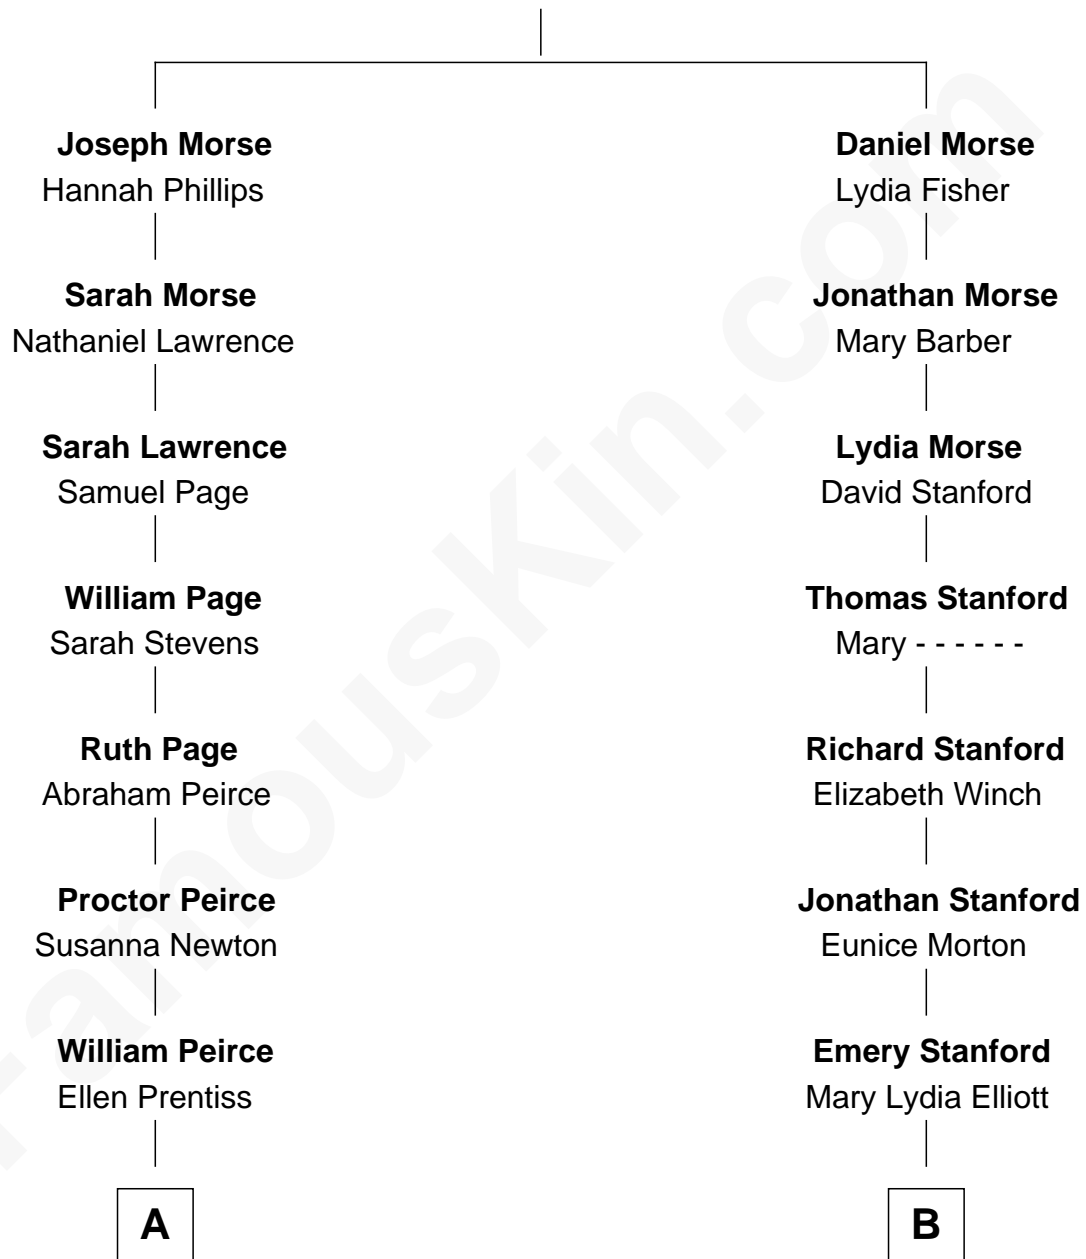 Joseph Morse
Hannah Phillips
Sarah Morse
Nathaniel Lawrence
Sarah Lawrence
Samuel Page
William Page
Sarah Stevens
Ruth Page
Abraham Peirce
Proctor Peirce
Susanna Newton
William Peirce
Ellen Prentiss
A
Daniel Morse
Lydia Fisher
Jonathan Morse
Mary Barber
Lydia Morse
David Stanford
Thomas Stanford
Mary - - - - - -
Richard Stanford
Elizabeth Winch
Jonathan Stanford
Eunice Morton
Emery Stanford
Mary Lydia Elliott
B
FamousKin.com